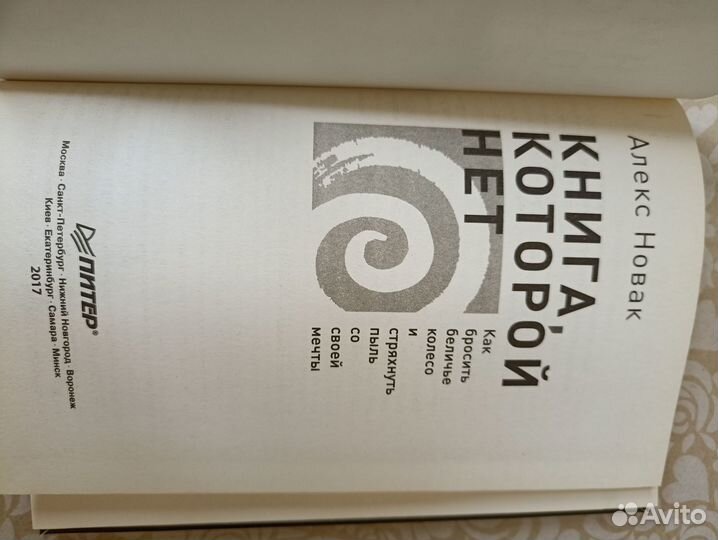 Алекс Новак
КНИГА,
КОТОРОЙ
НЕТ
Как
бросить
беличье
колесо
и
стряхнуть
пыль
со
своей
мечты
ПИТЕР®
Москва · Санкт-Петербург · Нижний Новгород · Воронеж
Киев · Екатеринбург · Самара · Минск
2017
Avito